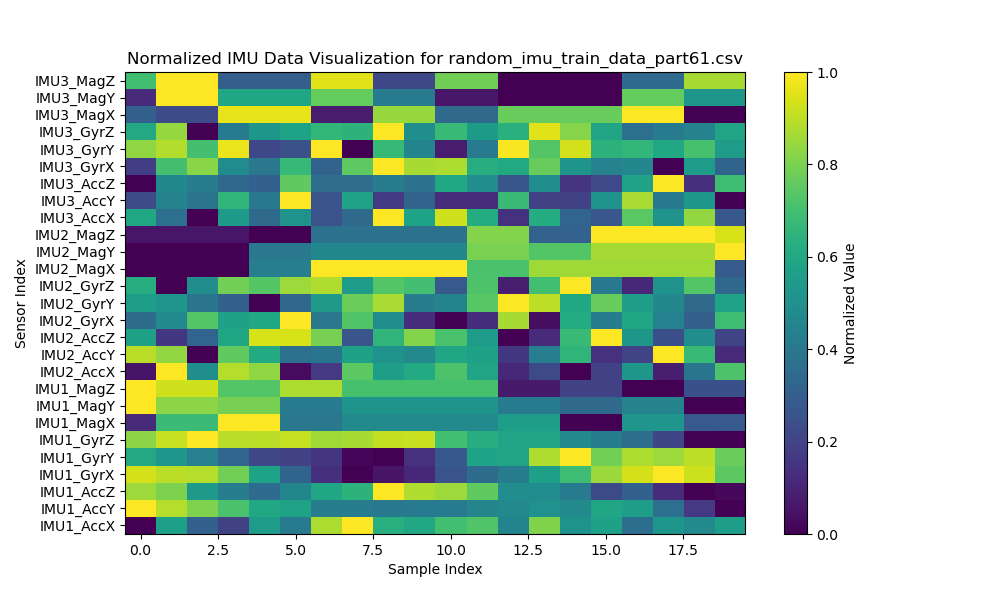 Normalized IMU Data Visualization for random_imu_train_data_part61.csv
IMU3_MagZ
IMU3_MagY
IMU3_MagX
IMU3_GyrZ
IMU3_GyrY
IMU3_GyrX
IMU3_AccZ
IMU3_AccY
IMU3_AccX
IMU2_MagZ
IMU2_MagY
IMU2_MagX
IMU2_GyrZ
IMU2_GyrY
IMU2_GyrX
IMU2_AccZ
IMU2_AccY
IMU2_AccX
IMU1_MagZ
IMU1_MagY
IMU1_MagX
IMU1_GyrZ
IMU1_GyrY
IMU1_GyrX
IMU1_AccZ
IMU1_AccY
IMU1_AccX
Sensor Index
0.0 2.5 5.0 7.5 10.0 12.5 15.0 17.5
Sample Index
1.0
0.8
0.6
0.4
0.2
0.0
Normalized Value